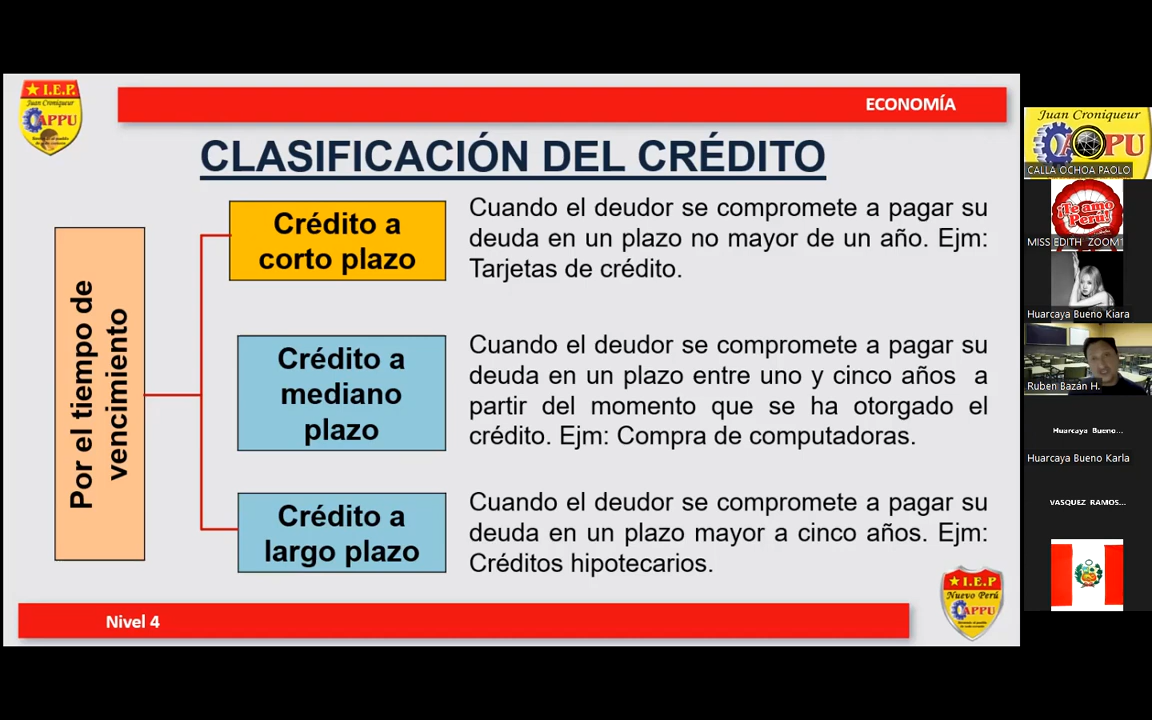 I.E.P.
Juan Croniqueur
APPU
ECONOMÍA
CLASIFICACIÓN DEL CRÉDITO
Por el tiempo de
vencimiento
Crédito a
corto plazo
Cuando el deudor se compromete a pagar su
deuda en un plazo no mayor de un año. Ejm:
Tarjetas de crédito.
Crédito a
mediano
plazo
Cuando el deudor se compromete a pagar su
deuda en un plazo entre uno y cinco años a
partir del momento que se ha otorgado el
crédito. Ejm: Compra de computadoras.
Crédito a
largo plazo
Cuando el deudor se compromete a pagar su
deuda en un plazo mayor a cinco años. Ejm:
Créditos hipotecarios.
Nivel 4
I.E.P
Nuevo Perú
APPU
Juan Croniqueur
CALLA OCHOA PAOLO
¡Te amo
Perú!
MISS EDITH ZOOM1
Huarcaya Bueno Kiara
Ruben Bazán H.
Huarcaya Bueno...
Huarcaya Bueno Karla
VASQUEZ RAMOS...